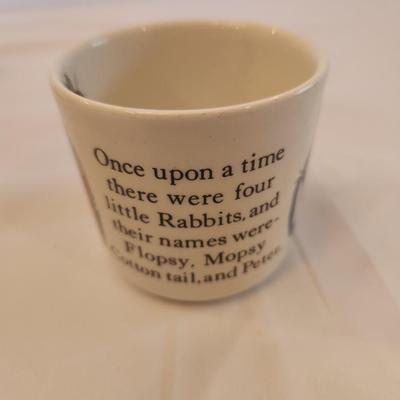 Once upon a time
there were four
little Rabbits, and
their names were-
Flopsy, Mopsy
Cotton tail, and Peter.